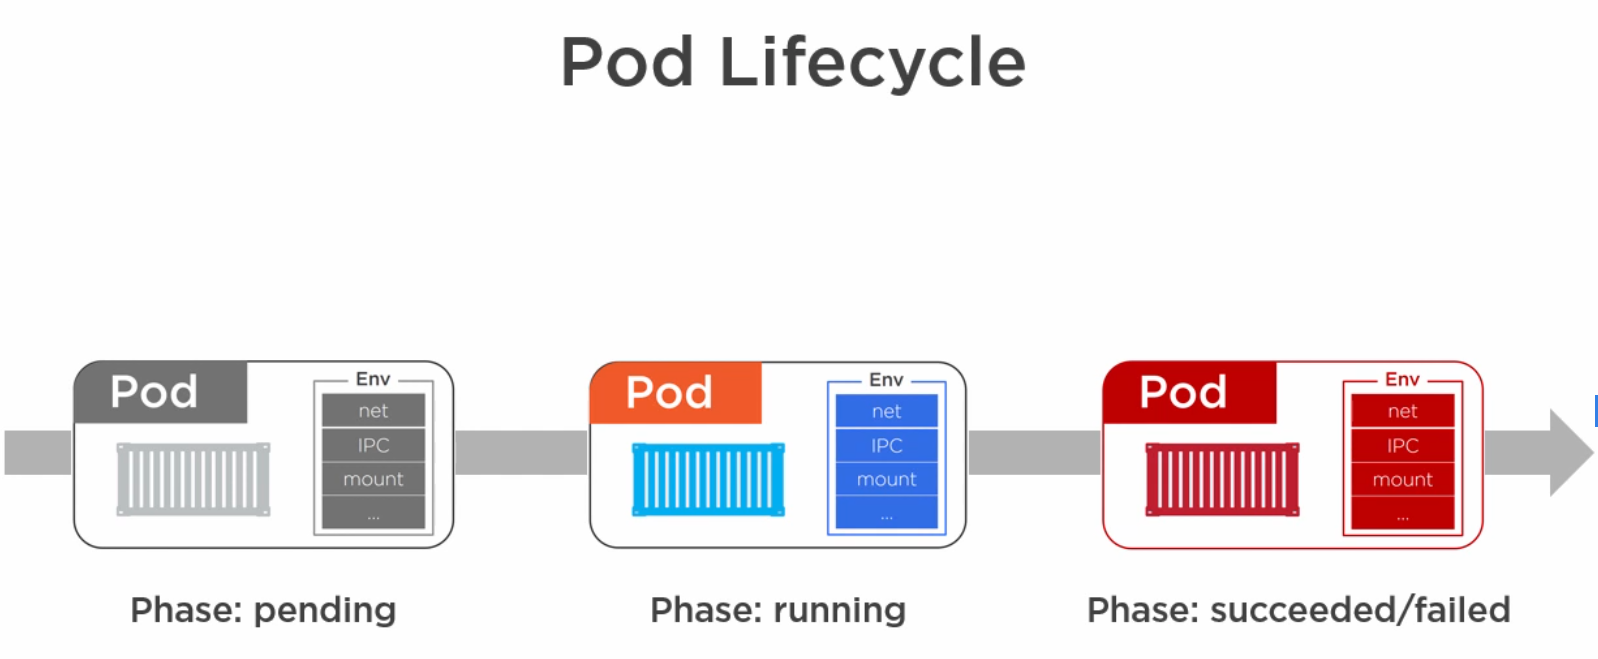 Pod Lifecycle
Pod
Env
net
IPC
mount
...
Phase: pending
Pod
Env
net
IPC
mount
...
Phase: running
Pod
Env
net
IPC
mount
...
Phase: succeeded/failed